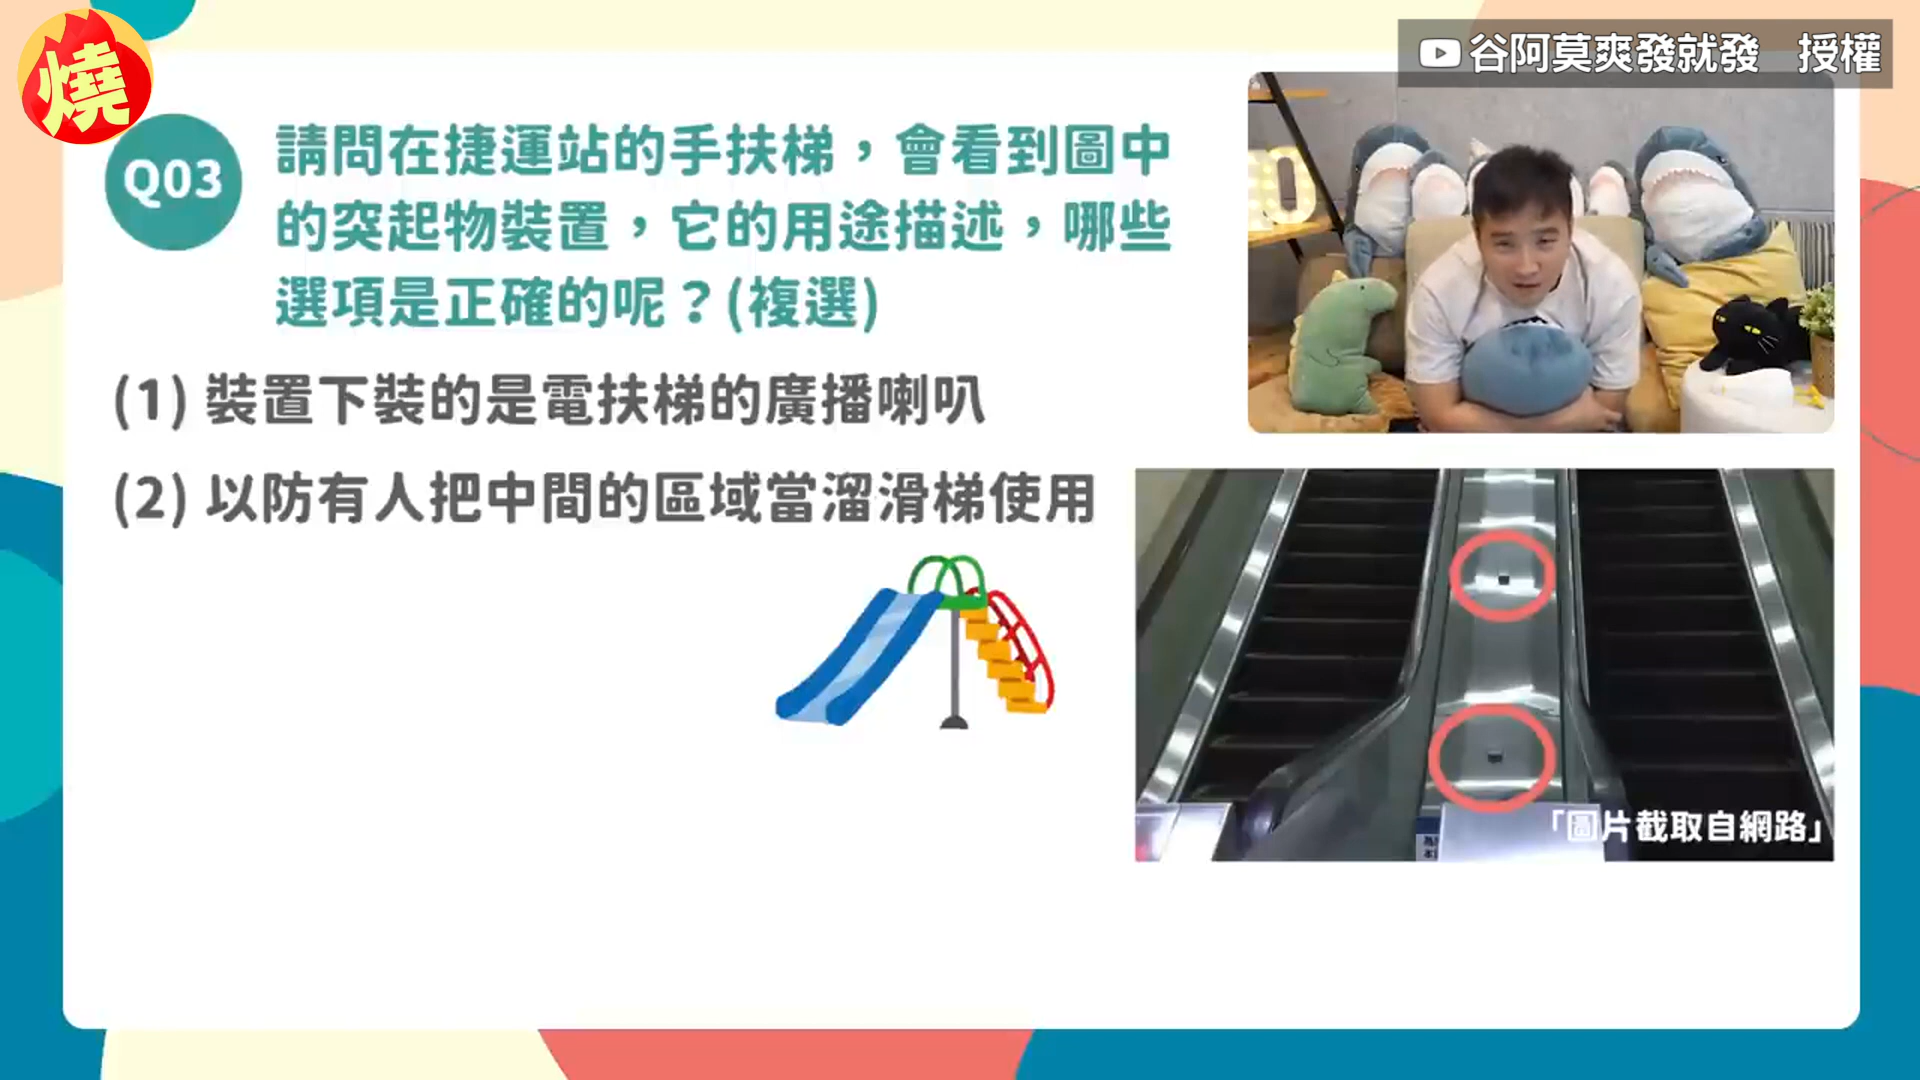 燒
谷阿莫爽發就發 授權
Q03
請問在捷運站的手扶梯，會看到圖中
的突起物裝置，它的用途描述，哪些
選項是正確的呢？(複選)
(1) 裝置下裝的是電扶梯的廣播喇叭
(2) 以防有人把中間的區域當溜滑梯使用
「圖片截取自網路」